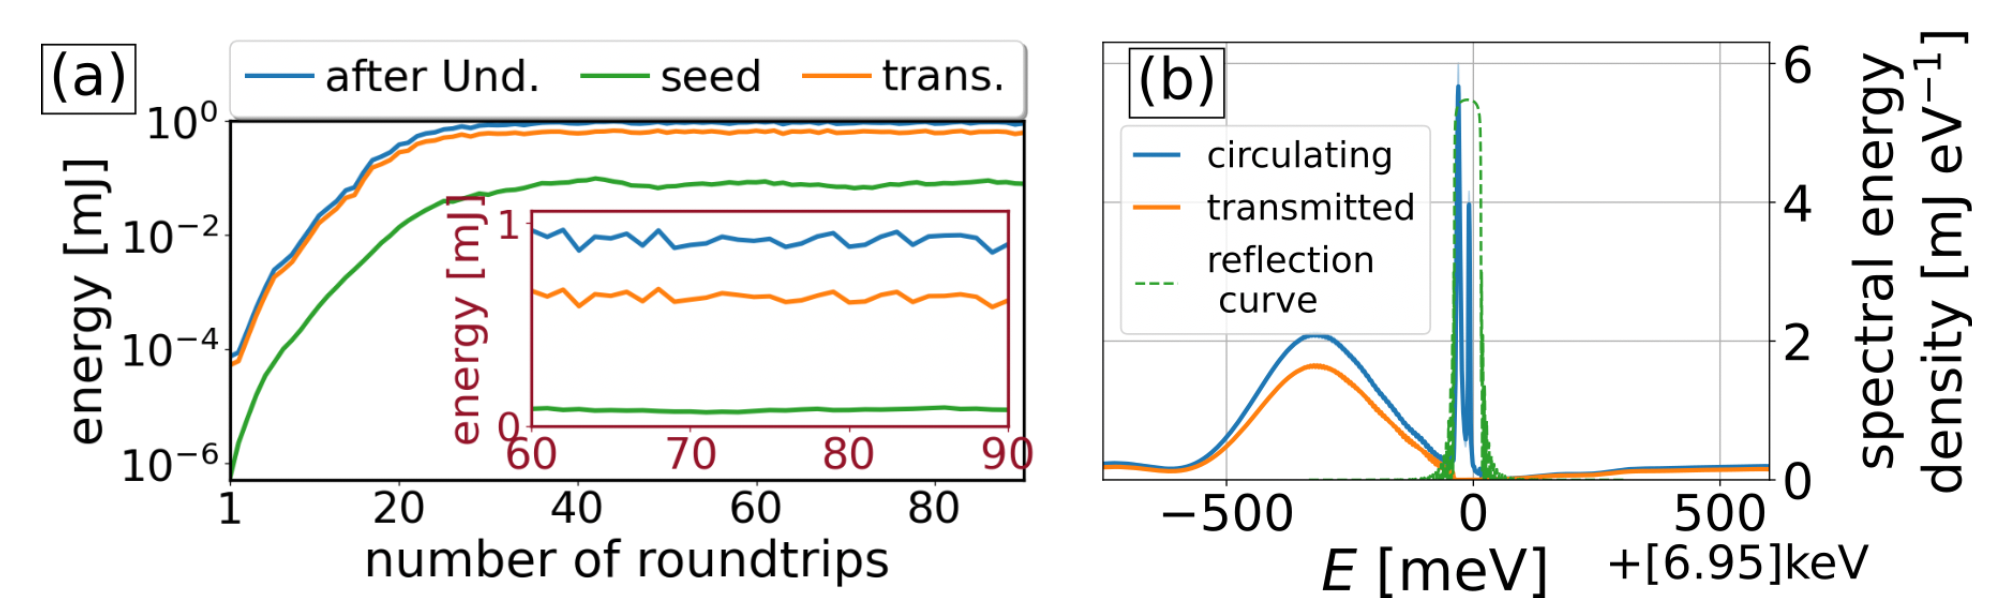 (a)
after Und. seed trans.
energy [mJ]
10⁰
10⁻²
10⁻⁴
10⁻⁶
1 20 40 60 80
number of roundtrips
energy [mJ]
1
0
60 70 80 90
(b)
circulating
transmitted
reflection
curve
6
4
2
0
spectral energy
density [mJ eV⁻¹]
−500 0 500
E [meV] +[6.95]keV